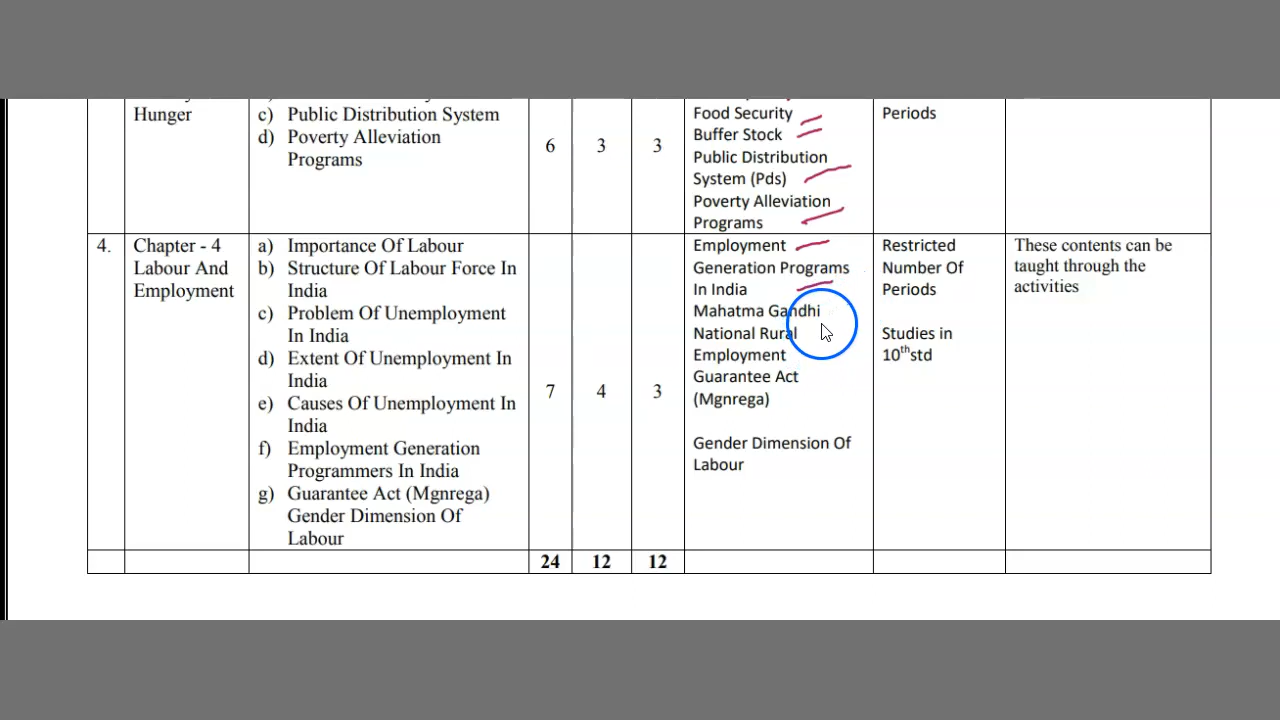 Hunger
c) Public Distribution System
d) Poverty Alleviation
Programs
6
3
3
Food Security
Buffer Stock
Public Distribution
System (Pds)
Poverty Alleviation
Programs
Periods
4.
Chapter - 4
Labour And
Employment
a) Importance Of Labour
b) Structure Of Labour Force In
India
c) Problem Of Unemployment
In India
d) Extent Of Unemployment In
India
e) Causes Of Unemployment In
India
f) Employment Generation
Programmers In India
g) Guarantee Act (Mgnrega)
Gender Dimension Of
Labour
7
4
3
Employment
Generation Programs
In India
Mahatma Gandhi
National Rural
Employment
Guarantee Act
(Mgnrega)
Gender Dimension Of
Labour
Restricted
Number Of
Periods
Studies in
10thstd
These contents can be
taught through the
activities
24
12
12